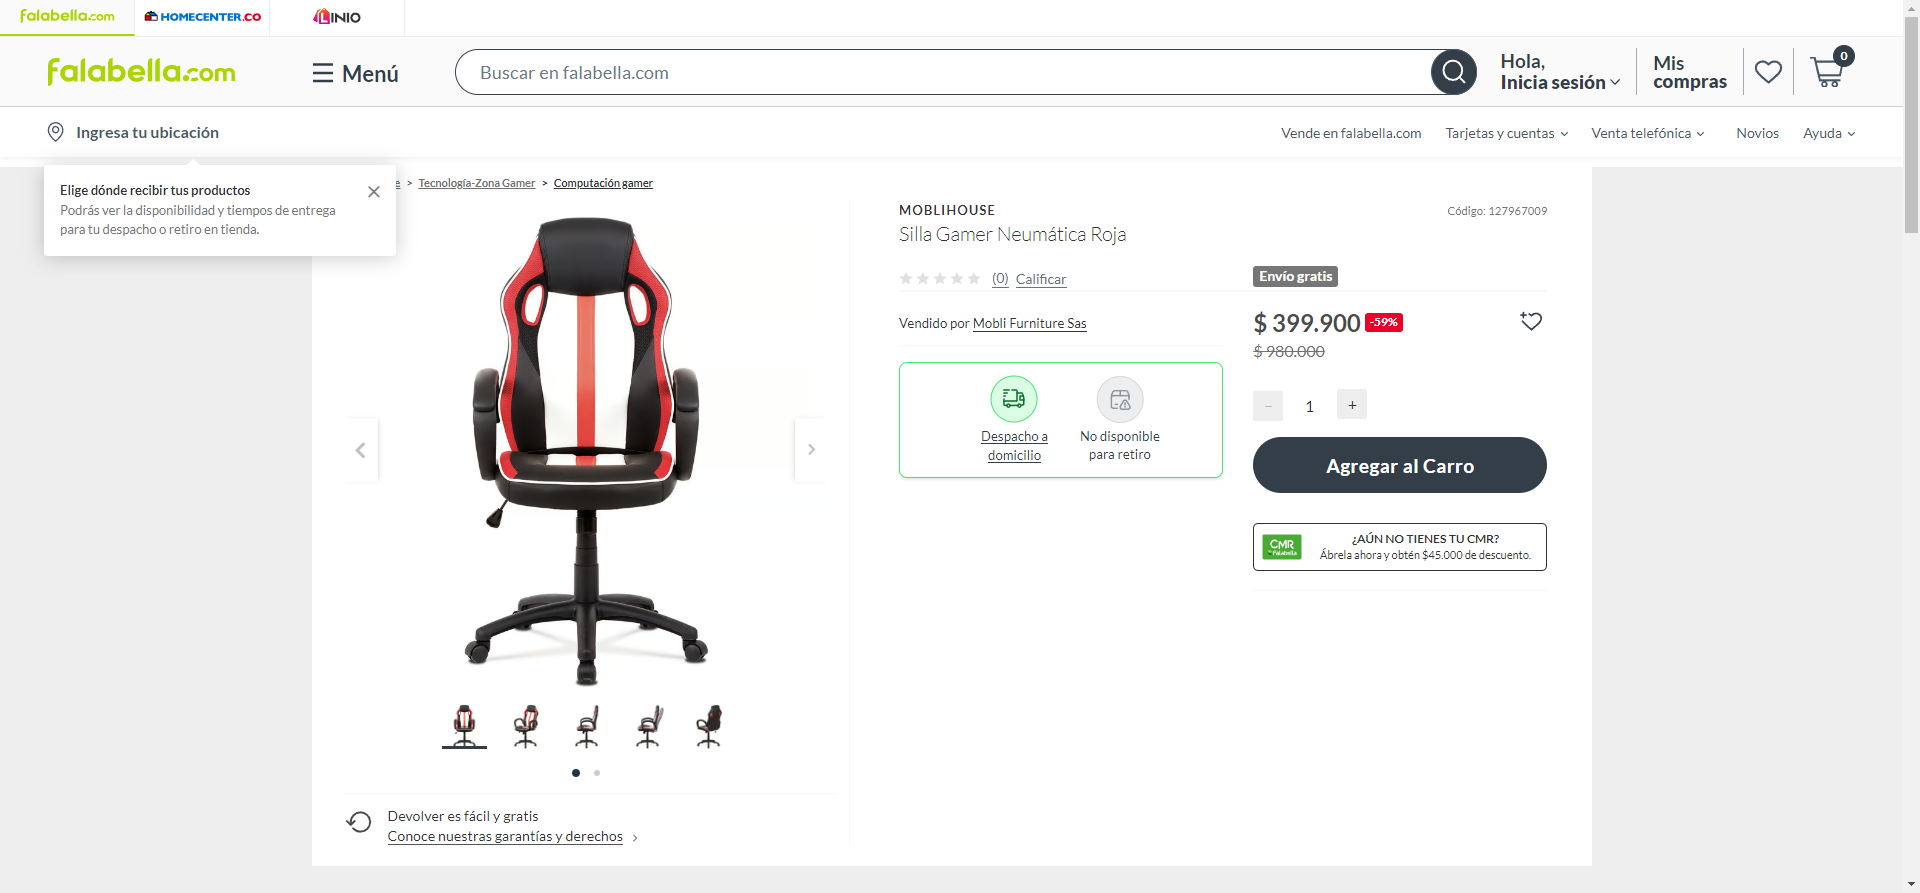 falabella.com
HOMECENTER.CO
LINIO
falabella.com
Menú
Buscar en falabella.com
Hola,
Inicia sesión
Mis
compras
0
Ingresa tu ubicación
Vende en falabella.com
Tarjetas y cuentas
Venta telefónica
Novios
Ayuda
Elige dónde recibir tus productos
Podrás ver la disponibilidad y tiempos de entrega
para tu despacho o retiro en tienda.
e > Tecnología-Zona Gamer > Computación gamer
MOBLIHOUSE
Código: 127967009
Silla Gamer Neumática Roja
(0) Calificar
Envío gratis
Vendido por Mobli Furniture Sas
$ 399.900 -59%
$ 980.000
Despacho a
domicilio
No disponible
para retiro
− 1 +
Agregar al Carro
CMR
Falabella
¿AÚN NO TIENES TU CMR?
Ábrela ahora y obtén $45.000 de descuento.
Devolver es fácil y gratis
Conoce nuestras garantías y derechos >